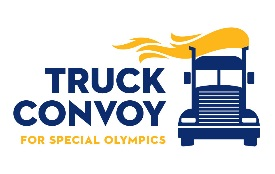 TRUCK
CONVOY
FOR SPECIAL OLYMPICS